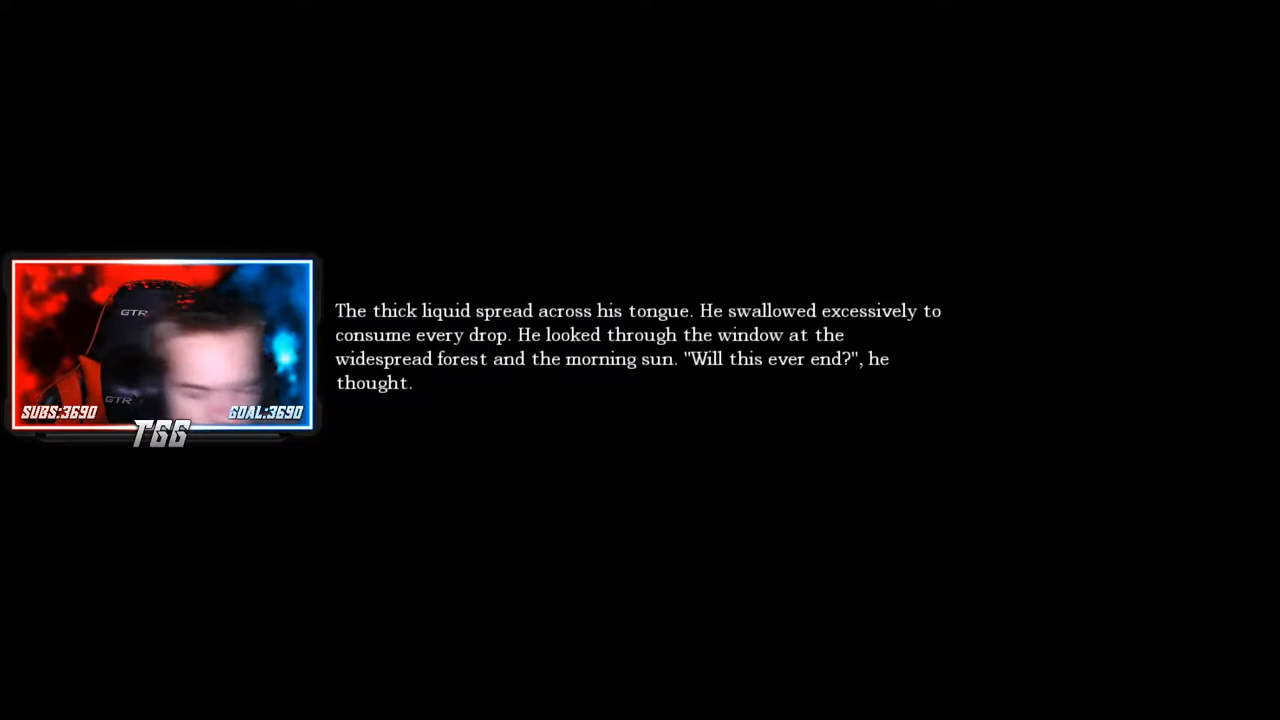 The thick liquid spread across his tongue. He swallowed excessively to
consume every drop. He looked through the window at the
widespread forest and the morning sun. "Will this ever end?", he
thought.
GTR
GTR
SUBS:3690
GOAL:3690
TGG